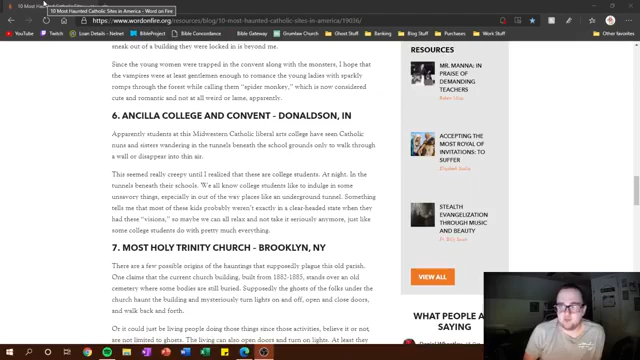 10 Most Haunted Catholic Sites in America - Word on Fire
https://www.wordonfire.org/resources/blog/10-most-haunted-catholic-sites-in-america/19036/
YouTube
Twitch
Loan Details - Netnet
BibleProject
Bible Concordance
Bible Dictionary
Grunden
Ghost Stuff
Banking
Work Stuff
Purchases
Discord
Other favorites
sneak out of a building they were locked in is beyond me.
Since the young women were trapped in the convent along with the monsters, I hope that
the vampires were at least gentlemen enough to romance the young ladies with sparkly
romps through the forest while calling them "spider monkey," which is now considered
cute and romantic and not at all weird or lame, apparently.
6. ANCILLA COLLEGE AND CONVENT – DONALDSON, IN
Apparently students at this Midwestern Catholic liberal arts college have seen Catholic
nuns and sisters wandering in the tunnels beneath the school grounds only to walk through
a wall or disappear into thin air.
This seemed really creepy until I realized that these are college students. At night. In the
tunnels beneath their schools. We all know college students like to indulge in some
unsavory things, especially in out of the way places like an underground tunnel. Something
tells me that most of these kids probably weren't exactly in a clear-headed state when they
had these "visions," so maybe we can all relax and not take it seriously anymore, just like
some college students do with pretty much everything.
7. MOST HOLY TRINITY CHURCH – BROOKLYN, NY
There are a few possible origins of the hauntings that supposedly plague this old parish.
One claims that the current church building, built from 1882-1885, stands over an old
cemetery where some bodies are still buried. Supposedly the ghosts of the folks under the
church haunt the building and mysteriously turn lights on and off, open and close doors,
and walk back and forth.
Or it could just be living people doing those things since those activities, believe it or not,
are not limited to ghosts. The living can also open doors and turn on lights. At least they
RESOURCES
MR. MANNA: IN
PRAISE OF
DEMANDING
TEACHERS
ACCEPTING THE
MOST ROYAL OF
INVITATIONS: TO
SUFFER
STEALTH
EVANGELIZATION
THROUGH MUSIC
AND BEAUTY
VIEW ALL
WHAT PEOPLE A
SAYING